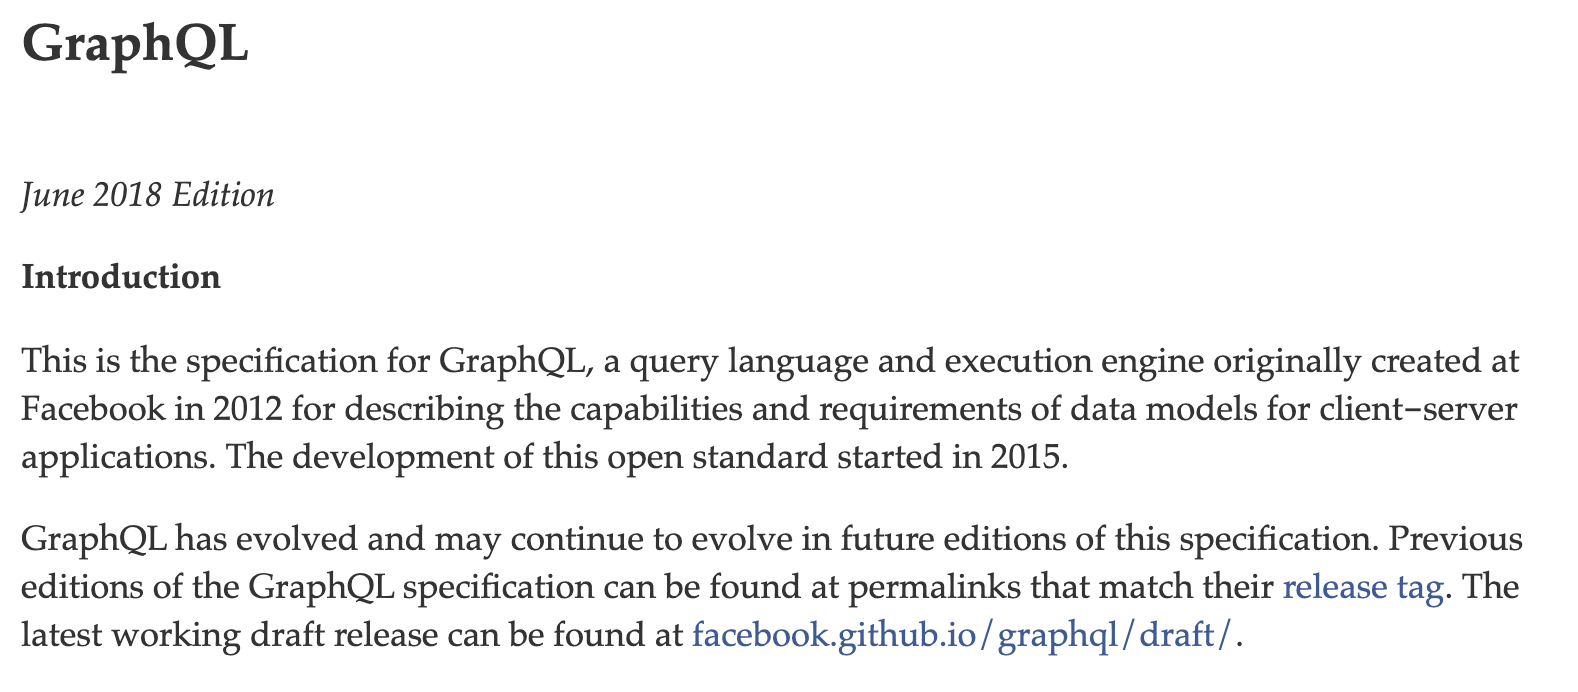 GraphQL
June 2018 Edition
Introduction
This is the specification for GraphQL, a query language and execution engine originally created at
Facebook in 2012 for describing the capabilities and requirements of data models for client‐server
applications. The development of this open standard started in 2015.
GraphQL has evolved and may continue to evolve in future editions of this specification. Previous
editions of the GraphQL specification can be found at permalinks that match their release tag. The
latest working draft release can be found at facebook.github.io/graphql/draft/.